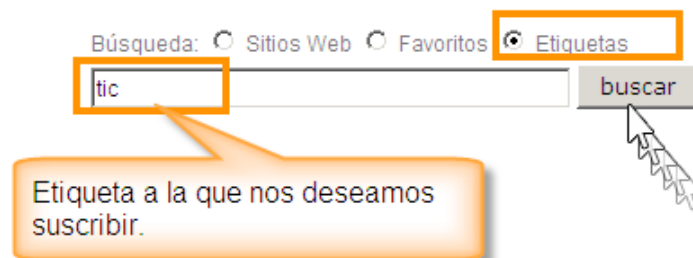 Búsqueda: Sitios Web Favoritos Etiquetas
tic buscar
Etiqueta a la que nos deseamos
suscribir.